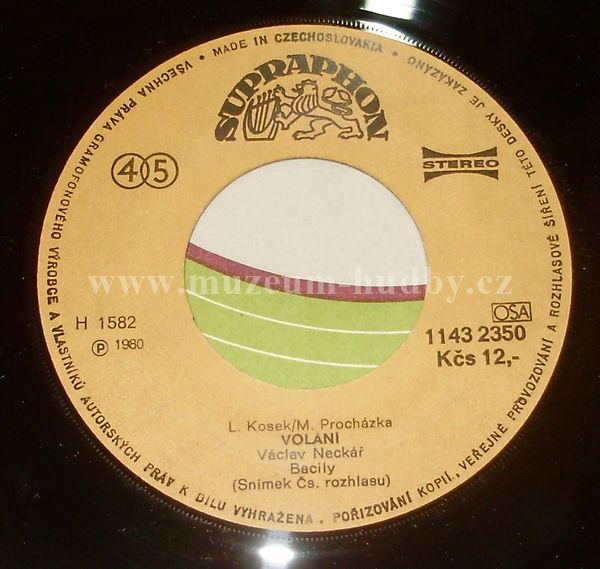 • VŠECHNA PRÁVA GRAMOFONOVÉHO VÝROBCE A VLASTNÍKŮ AUTORSKÝCH PRÁV K DÍLU VYHRAŽENA . POŘIZOVÁNÍ KOPIÍ, VEŘEJNÉ PROVOZOVÁNÍ A ROZHLASOVÉ ŠÍŘENÍ TÉTO DESKY JE ZAKÁZÁNO • MADE IN CZECHOSLOVAKIA
SUPRAPHON
45
STEREO
www.muzeum-hudby.cz
H 1582
Ⓟ 1980
OSA
1143 2350
Kčs 12,-
L. Kosek/M. Procházka
VOLÁNÍ
Václav Neckář
Bacily
(Snímek Čs. rozhlasu)